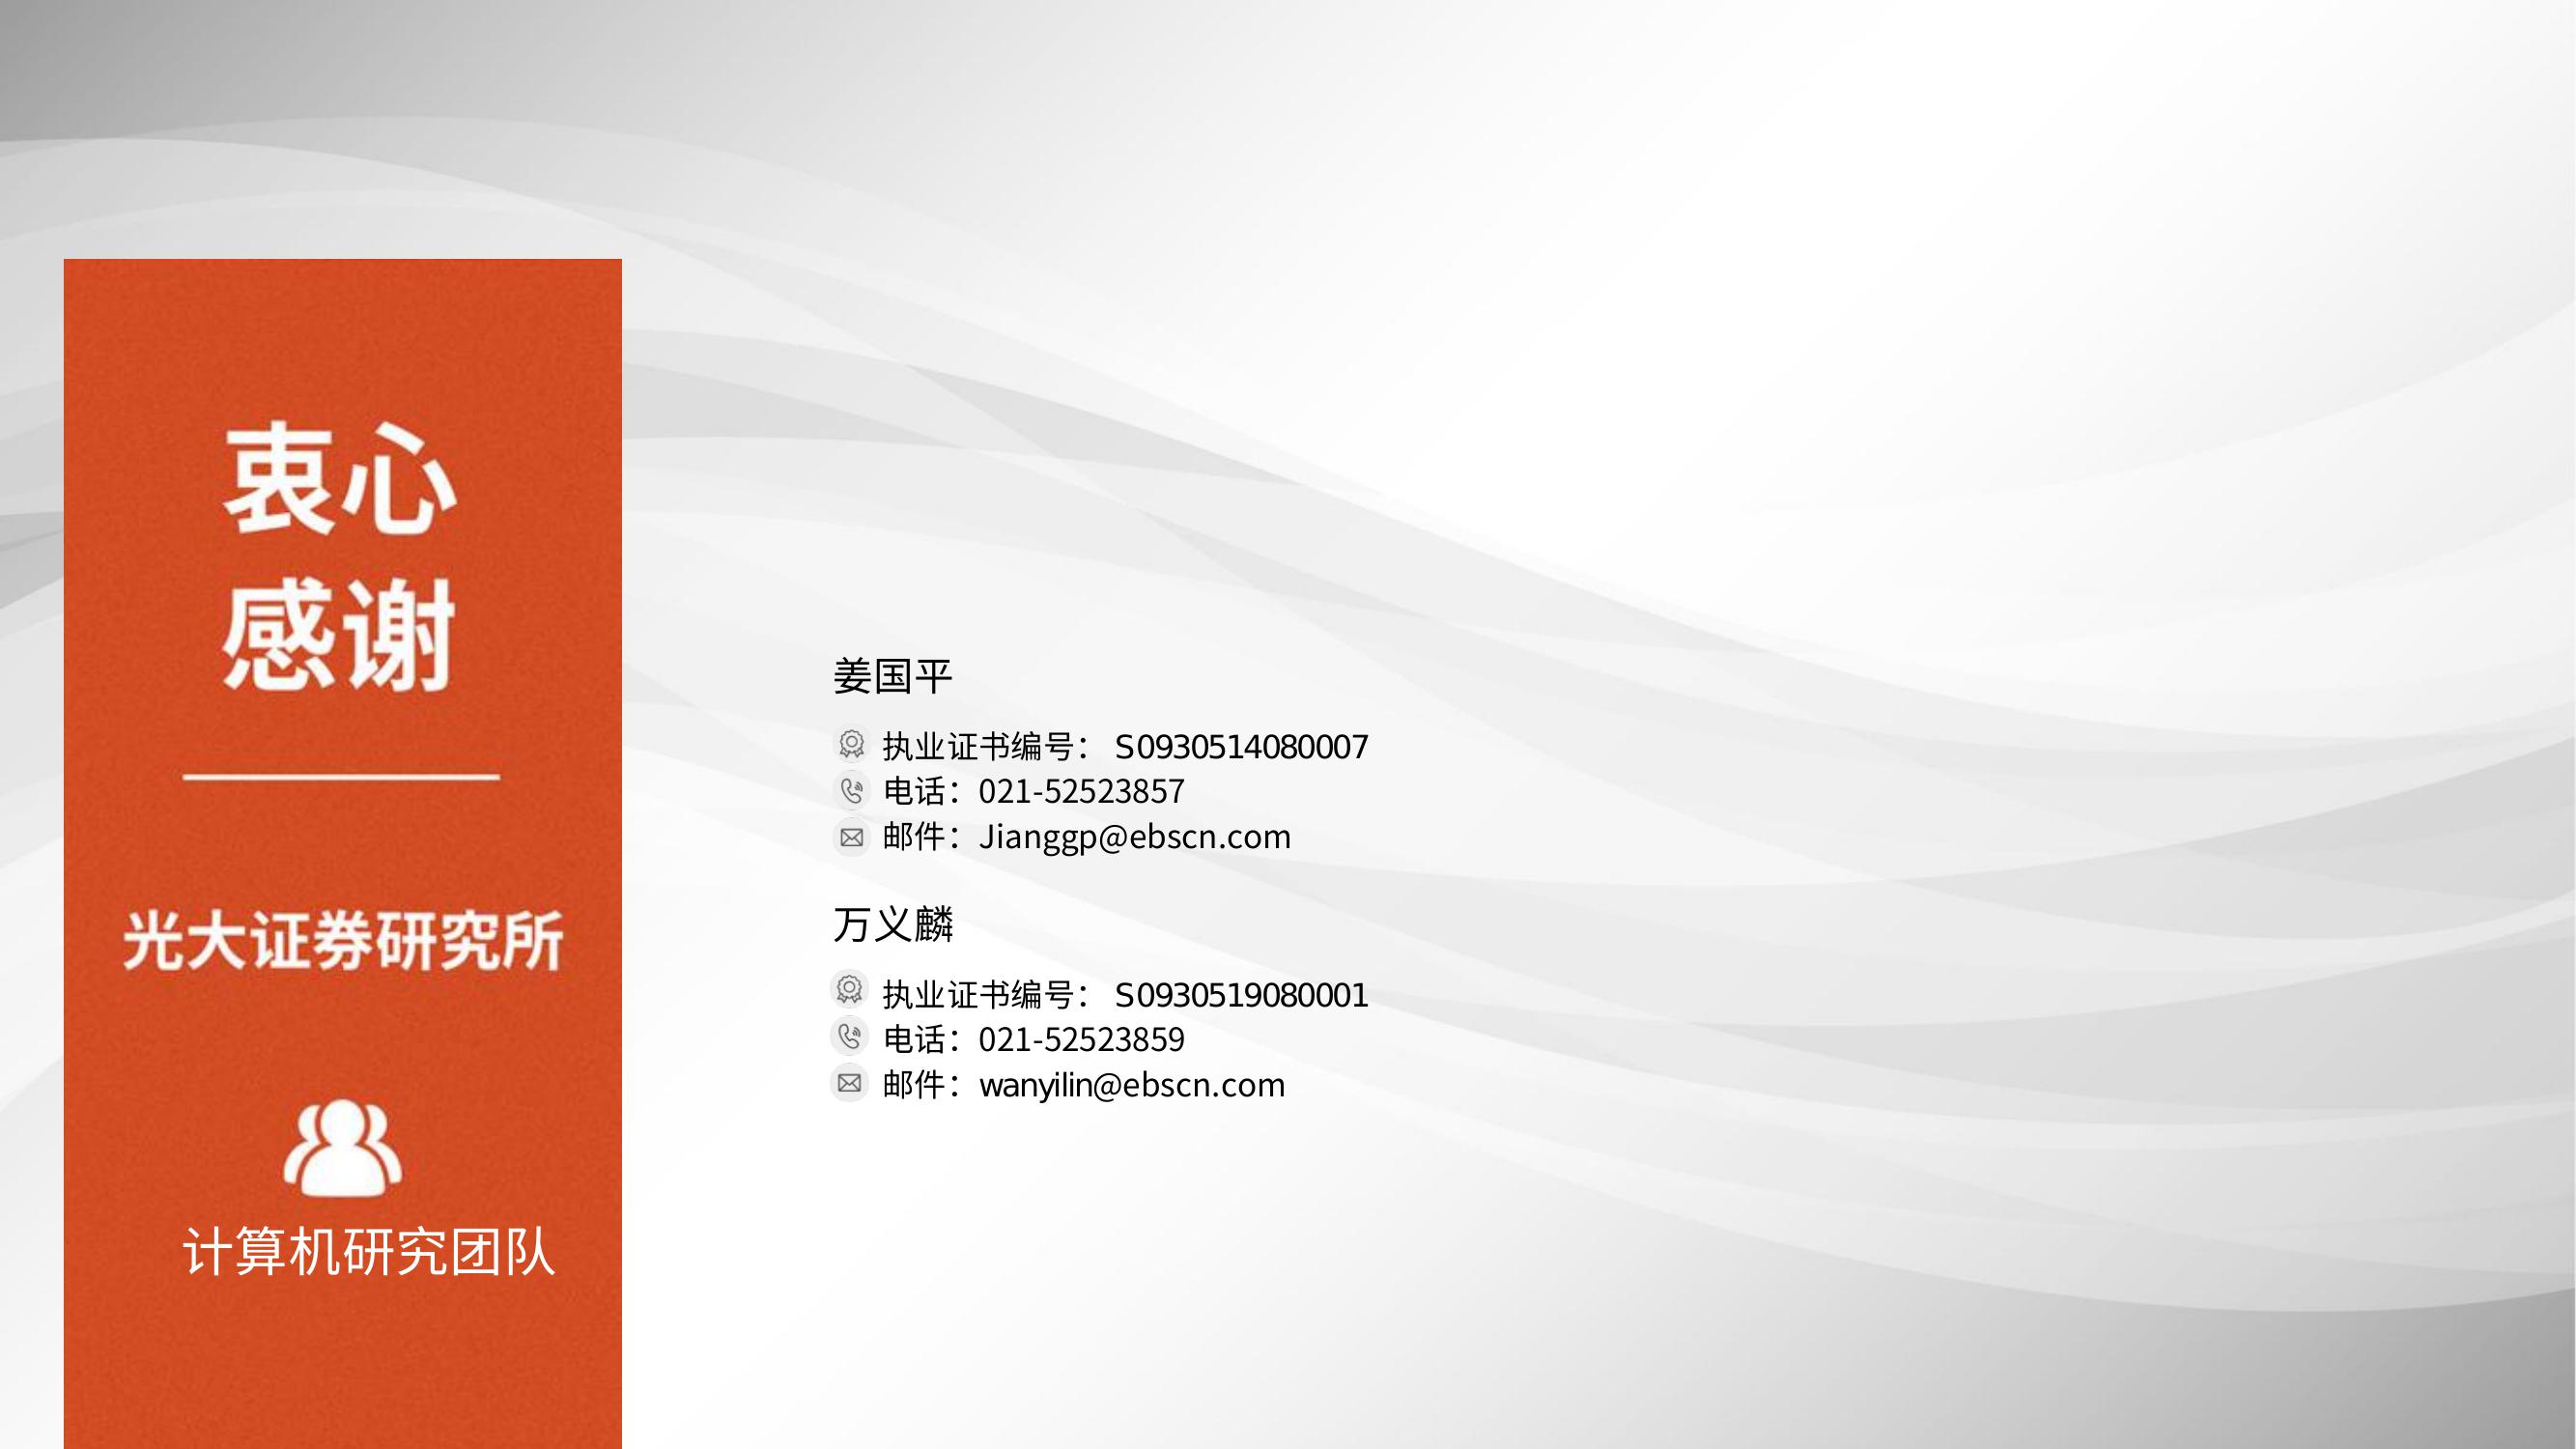 衷心
感谢
光大证券研究所
计算机研究团队
姜国平
执业证书编号： S0930514080007
电话：021-52523857
邮件：Jianggp@ebscn.com
万义麟
执业证书编号： S0930519080001
电话：021-52523859
邮件：wanyilin@ebscn.com